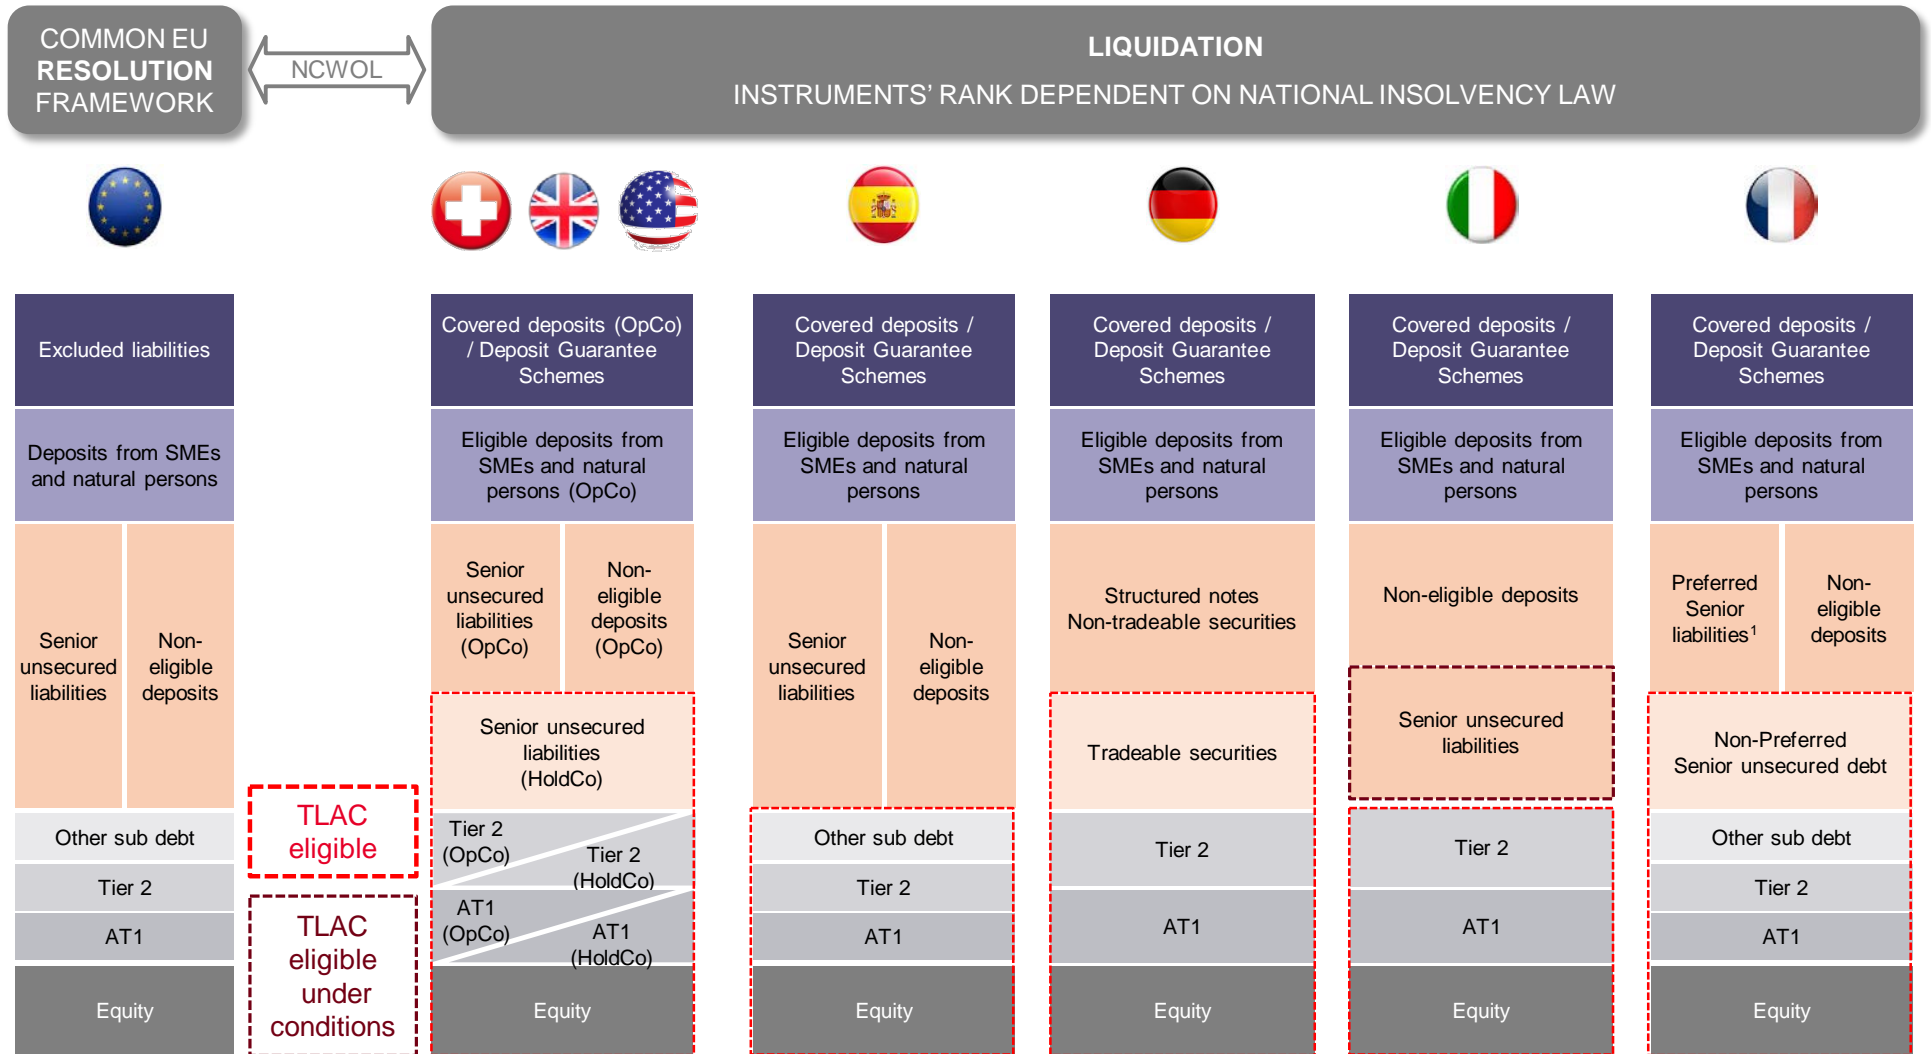 COMMON EU
RESOLUTION
FRAMEWORK
NCWOL
LIQUIDATION
INSTRUMENTS' RANK DEPENDENT ON NATIONAL INSOLVENCY LAW
Excluded liabilities
Deposits from SMEs
and natural persons
Senior
unsecured
liabilities
Non-
eligible
deposits
Other sub debt
Tier 2
AT1
Equity
TLAC
eligible
TLAC
eligible
under
conditions
Covered deposits (OpCo)
/ Deposit Guarantee
Schemes
Eligible deposits from
SMEs and natural
persons (OpCo)
Senior
unsecured
liabilities
(OpCo)
Non-
eligible
deposits
(OpCo)
Senior unsecured
liabilities
(HoldCo)
Tier 2
(OpCo)
Tier 2
(HoldCo)
AT1
(OpCo)
AT1
(HoldCo)
Equity
Covered deposits /
Deposit Guarantee
Schemes
Eligible deposits from
SMEs and natural
persons
Senior
unsecured
liabilities
Non-
eligible
deposits
Other sub debt
Tier 2
AT1
Equity
Covered deposits /
Deposit Guarantee
Schemes
Eligible deposits from
SMEs and natural
persons
Structured notes
Non-tradeable securities
Tradeable securities
Tier 2
AT1
Equity
Covered deposits /
Deposit Guarantee
Schemes
Eligible deposits from
SMEs and natural
persons
Non-eligible deposits
Senior unsecured
liabilities
Tier 2
AT1
Equity
Covered deposits /
Deposit Guarantee
Schemes
Eligible deposits from
SMEs and natural
persons
Preferred
Senior
liabilities¹
Non-
eligible
deposits
Non-Preferred
Senior unsecured debt
Other sub debt
Tier 2
AT1
Equity